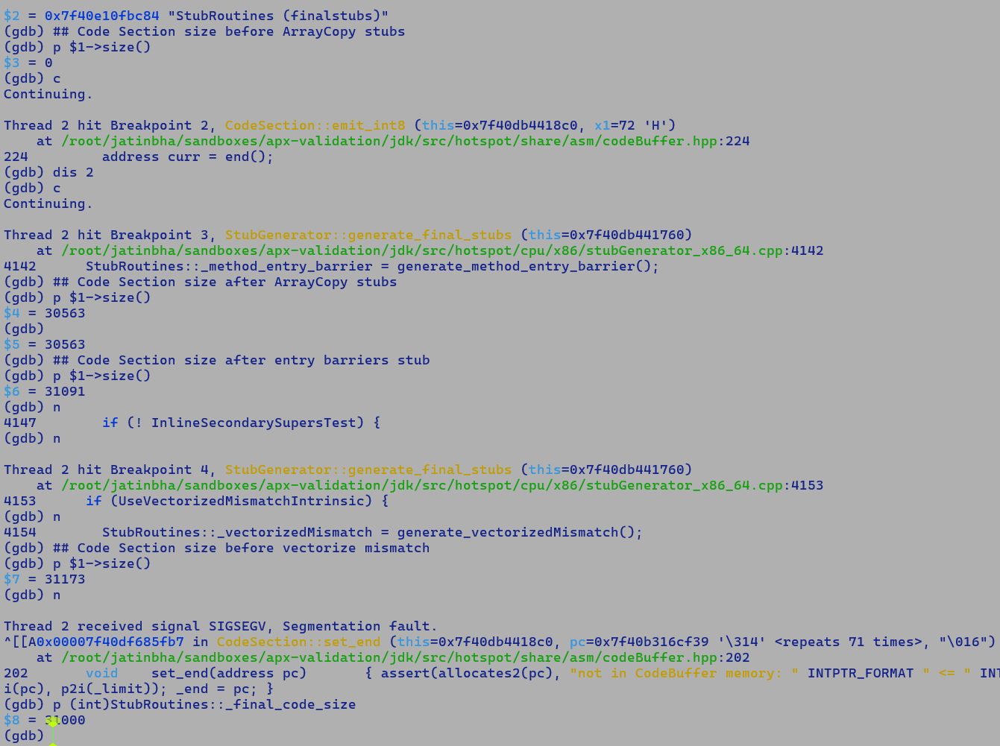 $2 = 0x7f40e10fbc84 "StubRoutines (finalstubs)"
(gdb) ## Code Section size before ArrayCopy stubs
(gdb) p $1->size()
$3 = 0
(gdb) c
Continuing.

Thread 2 hit Breakpoint 2, CodeSection::emit_int8 (this=0x7f40db4418c0, x1=72 'H')
    at /root/jatinbha/sandboxes/apx-validation/jdk/src/hotspot/share/asm/codeBuffer.hpp:224
224         address curr = end();
(gdb) dis 2
(gdb) c
Continuing.

Thread 2 hit Breakpoint 3, StubGenerator::generate_final_stubs (this=0x7f40db441760)
    at /root/jatinbha/sandboxes/apx-validation/jdk/src/hotspot/cpu/x86/stubGenerator_x86_64.cpp:4142
4142      StubRoutines::_method_entry_barrier = generate_method_entry_barrier();
(gdb) ## Code Section size after ArrayCopy stubs
(gdb) p $1->size()
$4 = 30563
(gdb)
$5 = 30563
(gdb) ## Code Section size after entry barriers stub
(gdb) p $1->size()
$6 = 31091
(gdb) n
4147        if (! InlineSecondarySupersTest) {
(gdb) n

Thread 2 hit Breakpoint 4, StubGenerator::generate_final_stubs (this=0x7f40db441760)
    at /root/jatinbha/sandboxes/apx-validation/jdk/src/hotspot/cpu/x86/stubGenerator_x86_64.cpp:4153
4153      if (UseVectorizedMismatchIntrinsic) {
(gdb) n
4154        StubRoutines::_vectorizedMismatch = generate_vectorizedMismatch();
(gdb) ## Code Section size before vectorize mismatch
(gdb) p $1->size()
$7 = 31173
(gdb) n

Thread 2 received signal SIGSEGV, Segmentation fault.
^[[A0x00007f40df685fb7 in CodeSection::set_end (this=0x7f40db4418c0, pc=0x7f40b316cf39 '\314' <repeats 71 times>, "\016")
    at /root/jatinbha/sandboxes/apx-validation/jdk/src/hotspot/share/asm/codeBuffer.hpp:202
202       void    set_end(address pc)       { assert(allocates2(pc), "not in CodeBuffer memory: " INTPTR_FORMAT " <= " INT
i(pc), p2i(_limit)); _end = pc; }
(gdb) p (int)StubRoutines::_final_code_size
$8 = 31000
(gdb)